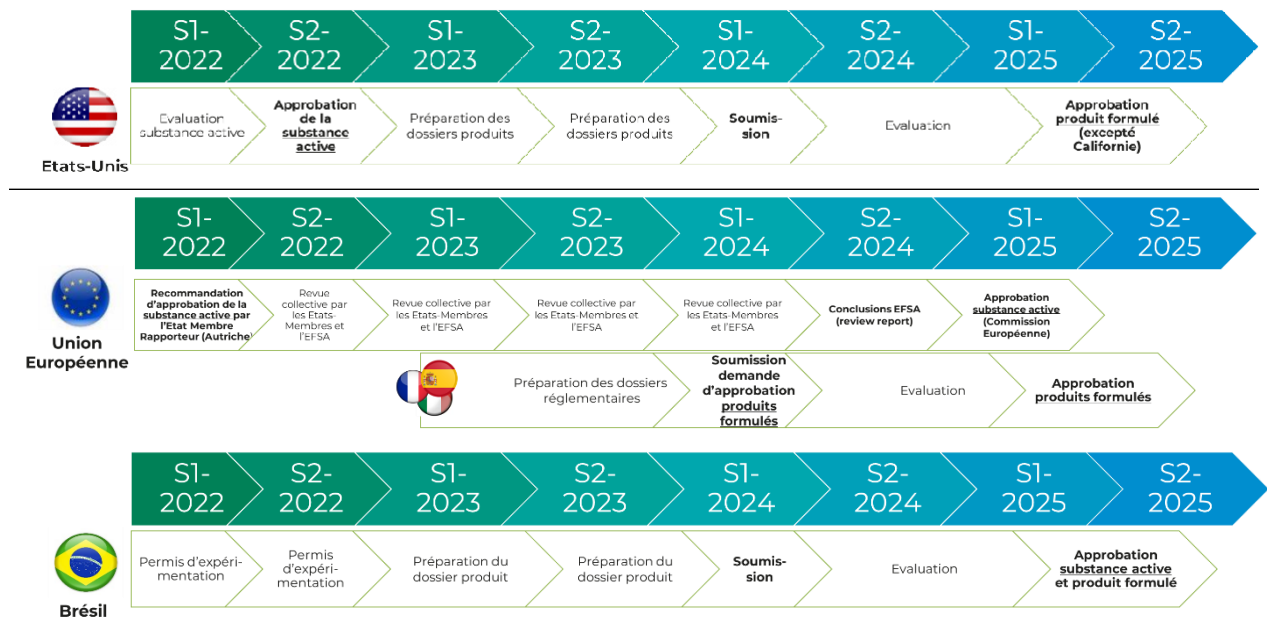 S1-
2022
S2-
2022
S1-
2023
S2-
2023
S1-
2024
S2-
2024
S1-
2025
S2-
2025
Etats-Unis
Evaluation
substance active
Approbation
de la
substance
active
Préparation des
dossiers produits
Préparation des
dossiers produits
Soumis-
sion
Evaluation
Approbation
produit formulé
(excepté
Californie)
S1-
2022
S2-
2022
S1-
2023
S2-
2023
S1-
2024
S2-
2024
S1-
2025
S2-
2025
Union
Européenne
Recommandation
d'approbation de la
substance active par
l'Etat Membre
Rapporteur (Autriche)
Revue
collective par
les Etats-
Membres et
l'EFSA
Revue collective par
les Etats-Membres
et l'EFSA
Revue collective par
les Etats-Membres
et l'EFSA
Revue collective par
les Etats-Membres
et l'EFSA
Conclusions EFSA
(review report)
Approbation
substance active
(Commission
Européenne)
Préparation des dossiers
réglementaires
Soumission
demande
d'approbation
produits
formulés
Evaluation
Approbation
produits formulés
S1-
2022
S2-
2022
S1-
2023
S2-
2023
S1-
2024
S2-
2024
S1-
2025
S2-
2025
Brésil
Permis d'expéri-
mentation
Permis
d'expéri-
mentation
Préparation du
dossier produit
Préparation du
dossier produit
Soumis-
sion
Evaluation
Approbation
substance active
et produit formulé